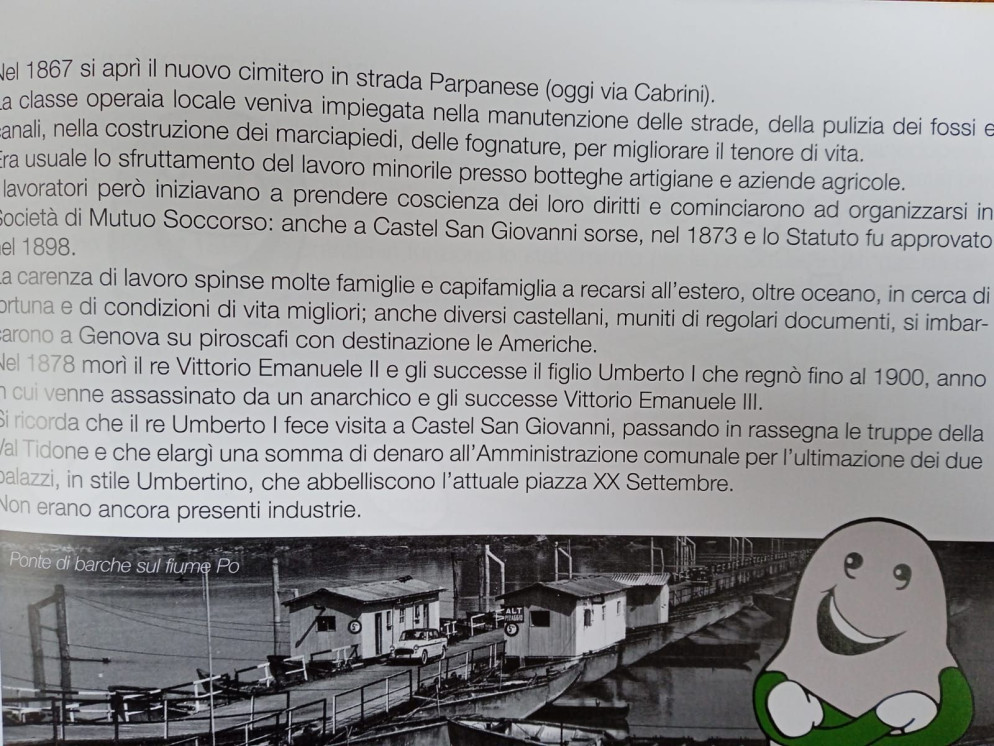 Nel 1867 si aprì il nuovo cimitero in strada Parpanese (oggi via Cabrini).
La classe operaia locale veniva impiegata nella manutenzione delle strade, della pulizia dei fossi e
canali, nella costruzione dei marciapiedi, delle fognature, per migliorare il tenore di vita.
Era usuale lo sfruttamento del lavoro minorile presso botteghe artigiane e aziende agricole.
lavoratori però iniziavano a prendere coscienza dei loro diritti e cominciarono ad organizzarsi in
Società di Mutuo Soccorso: anche a Castel San Giovanni sorse, nel 1873 e lo Statuto fu approvato
nel 1898.
La carenza di lavoro spinse molte famiglie e capifamiglia a recarsi all'estero, oltre oceano, in cerca di
fortuna e di condizioni di vita migliori; anche diversi castellani, muniti di regolari documenti, si imbar-
carono a Genova su piroscafi con destinazione le Americhe.
Nel 1878 morì il re Vittorio Emanuele II e gli successe il figlio Umberto I che regnò fino al 1900, anno
in cui venne assassinato da un anarchico e gli successe Vittorio Emanuele III.
Si ricorda che il re Umberto I fece visita a Castel San Giovanni, passando in rassegna le truppe della
Val Tidone e che elargì una somma di denaro all'Amministrazione comunale per l'ultimazione dei due
palazzi, in stile Umbertino, che abbelliscono l'attuale piazza XX Settembre.
Non erano ancora presenti industrie.
Ponte di barche sul fiume Po
ALT
PEDAGGIO